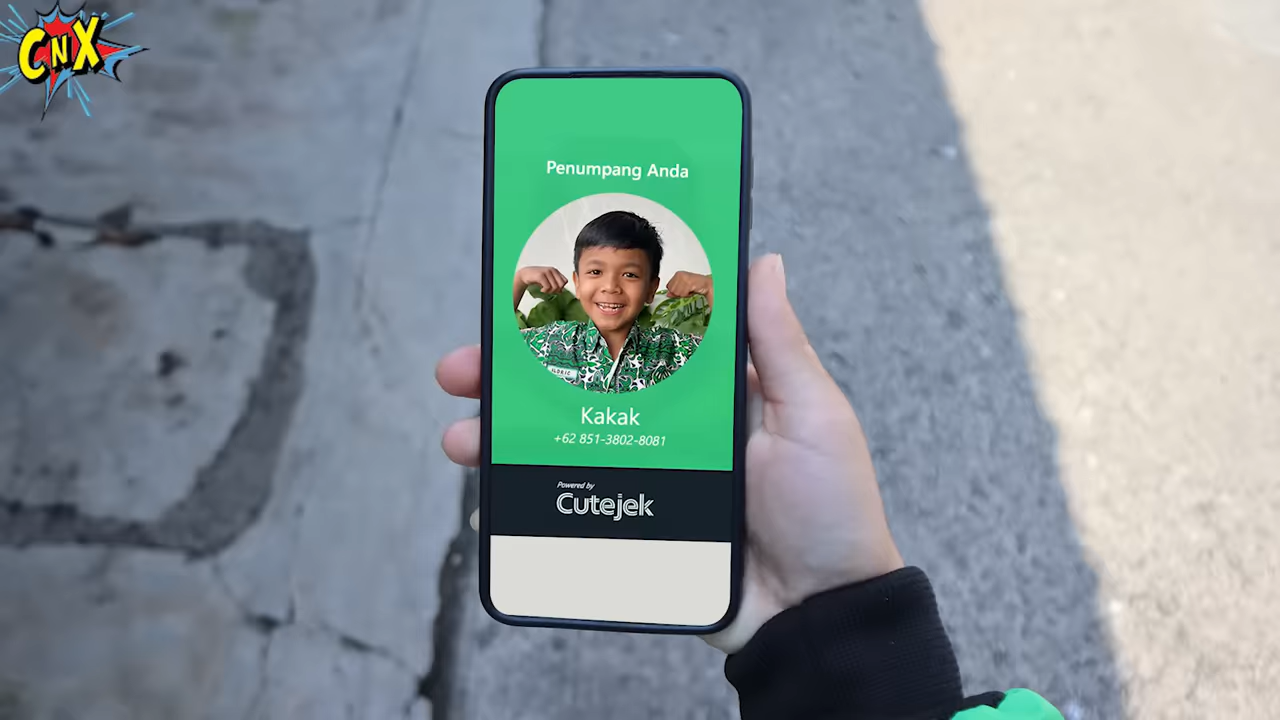 CNX
Penumpang Anda
Kakak
+62 851-3802-8081
Powered by
Cutejek